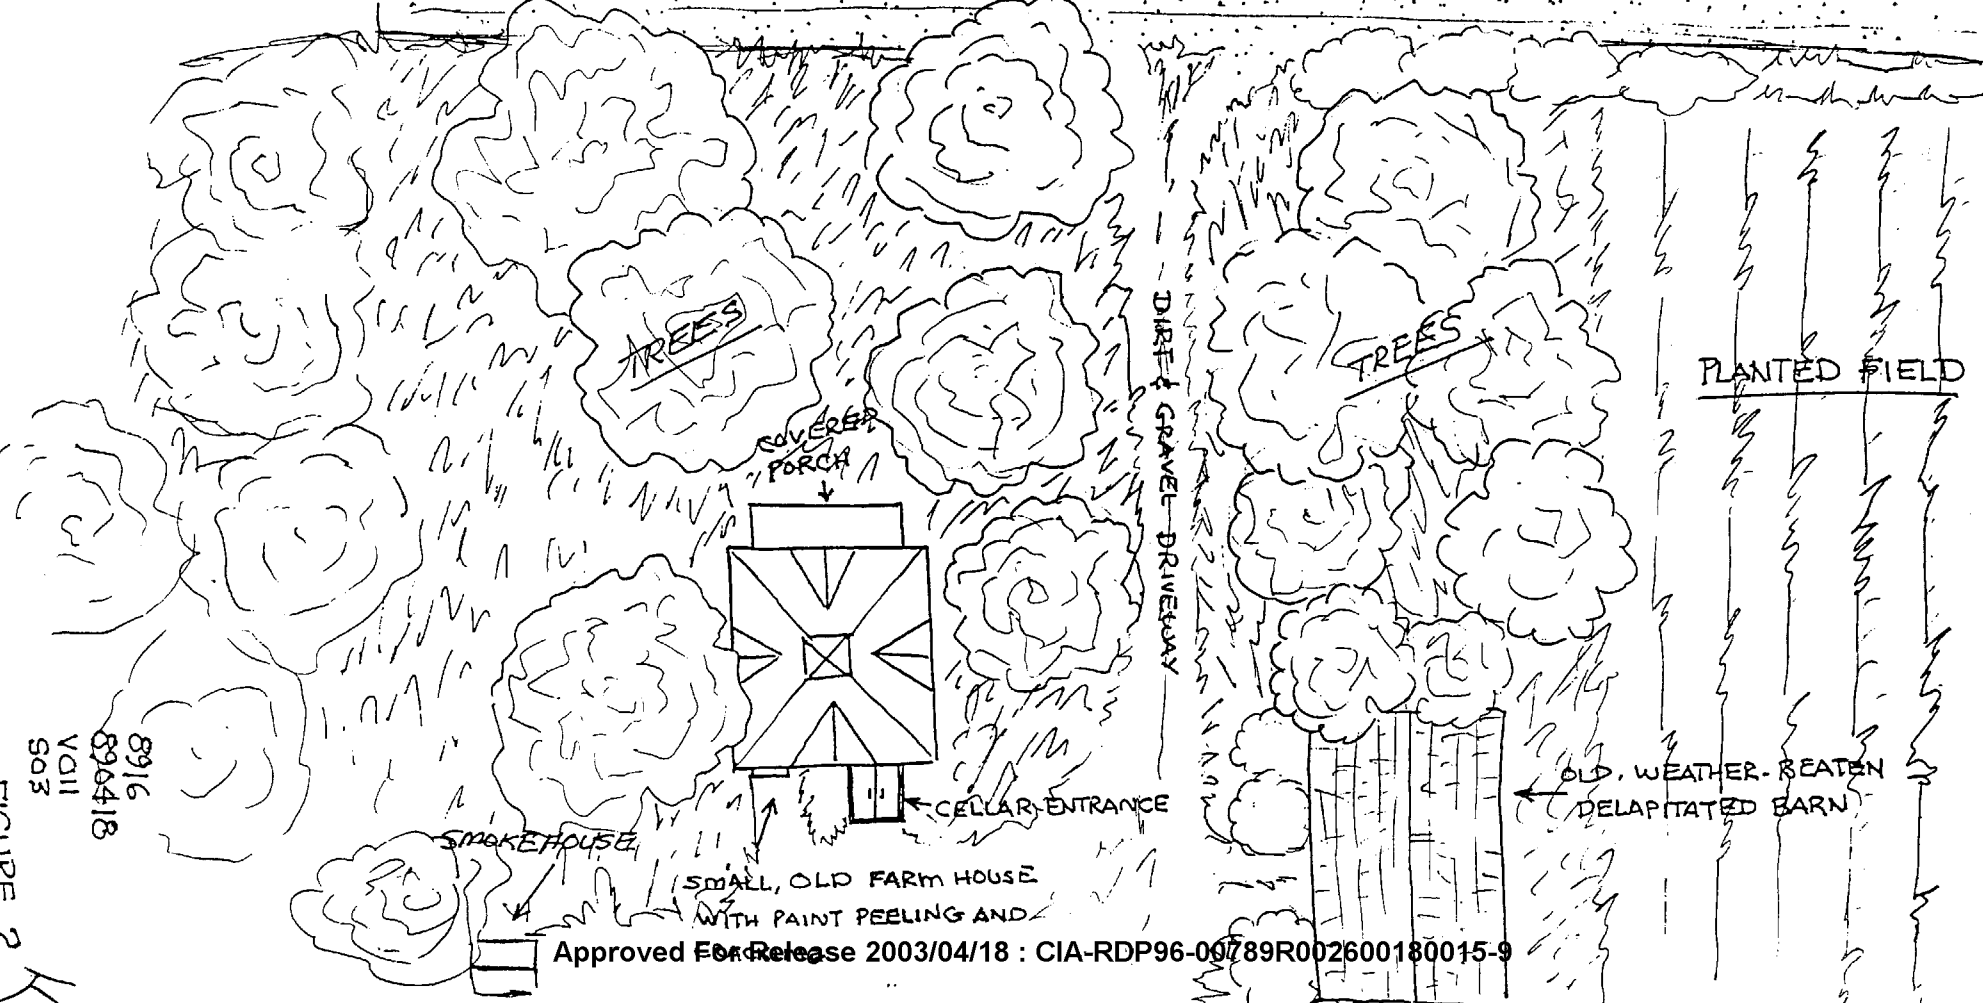 TREES
TREES
DIRT & GRAVEL DRIVEWAY
PLANTED FIELD
COVERED
PORCH
CELLAR ENTRANCE
OLD, WEATHER-BEATEN
DELAPITATED BARN
SMOKEHOUSE
SMALL, OLD FARM HOUSE
WITH PAINT PEELING AND
8916
890418
V011
S03
FIGURE 2
Approved For Release 2003/04/18 : CIA-RDP96-00789R002600180015-9